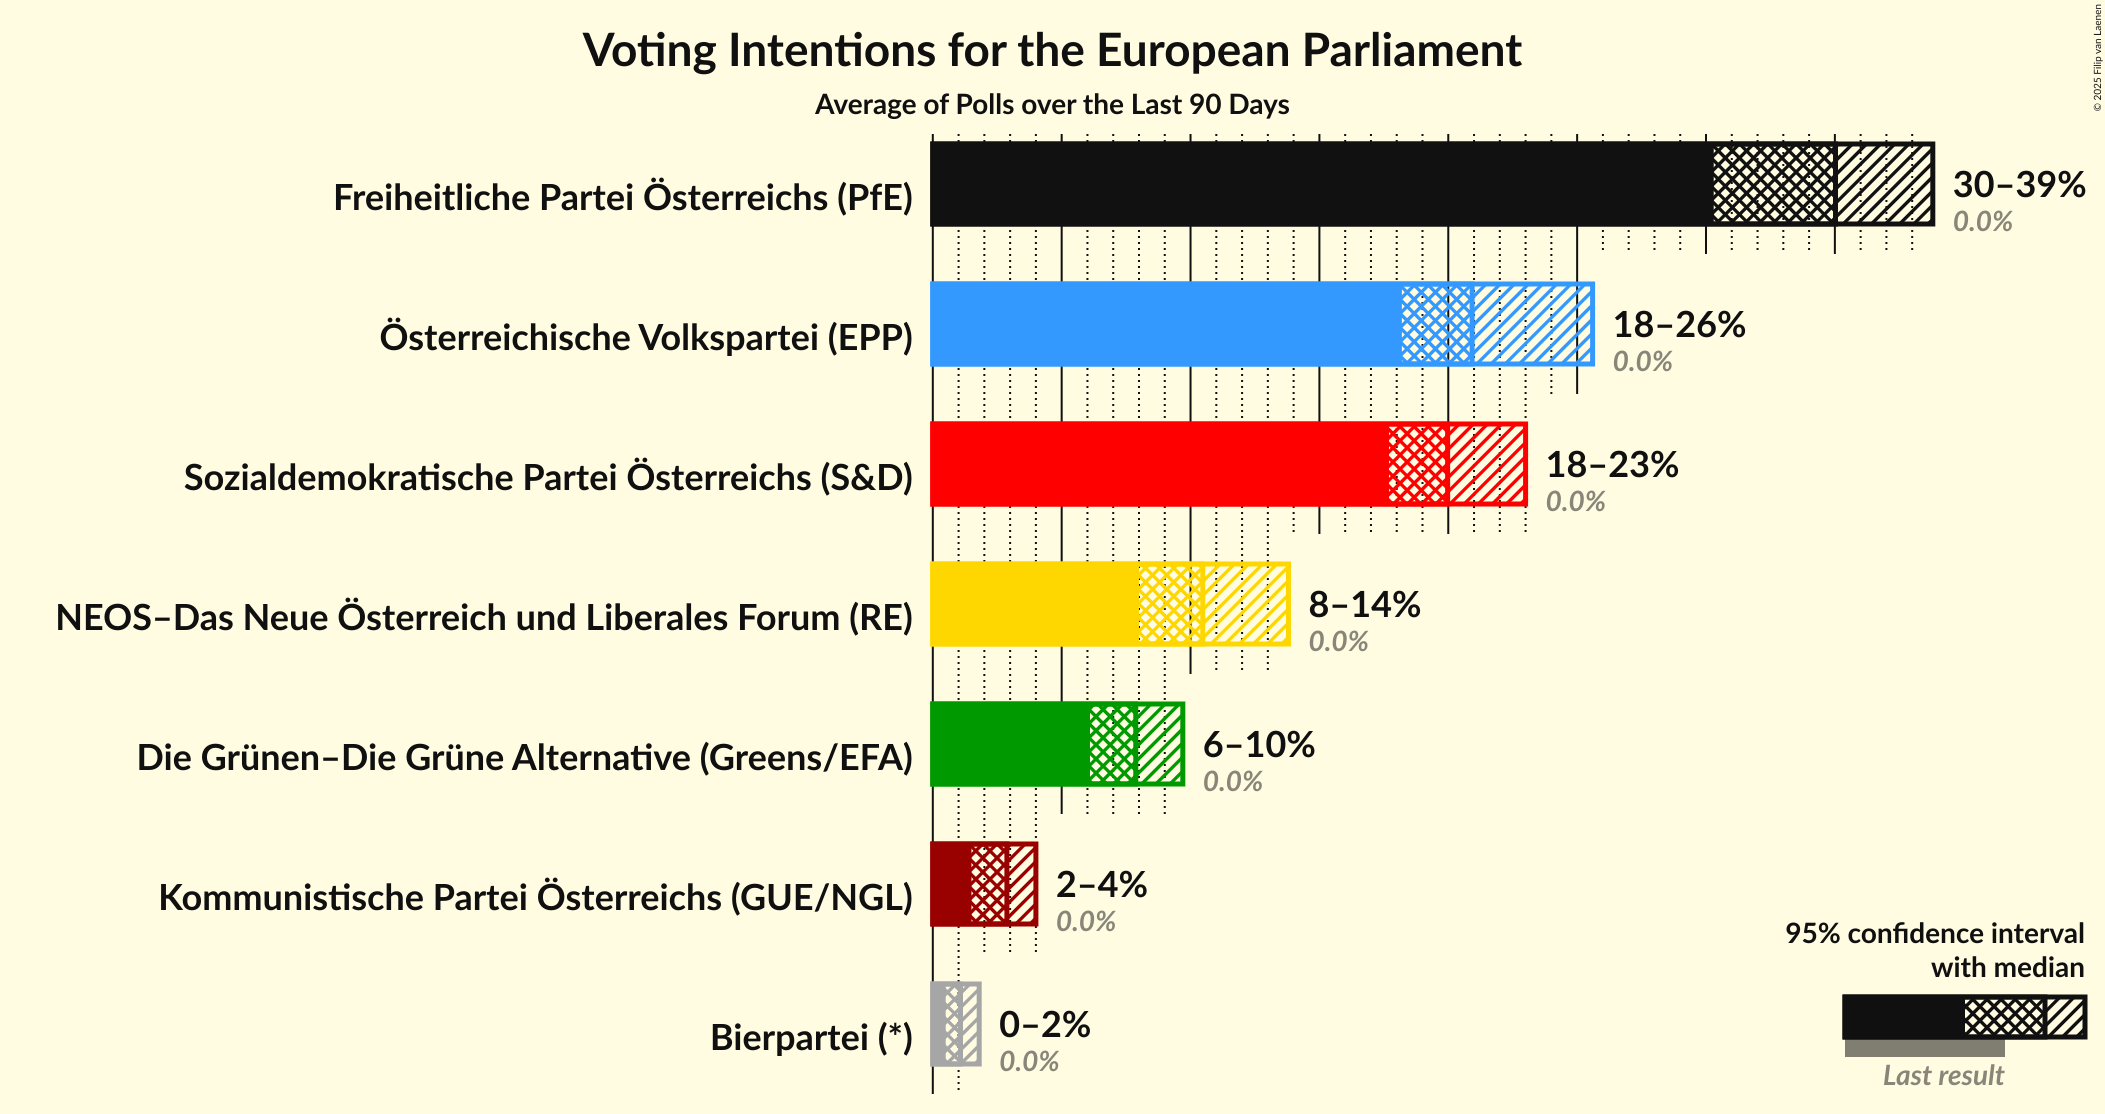 Voting Intentions for the European Parliament
Average of Polls over the Last 90 Days
© 2025 Filip van Laenen
Freiheitliche Partei Österreichs (PfE)
30–39%
0.0%
Österreichische Volkspartei (EPP)
18–26%
0.0%
Sozialdemokratische Partei Österreichs (S&D)
18–23%
0.0%
NEOS–Das Neue Österreich und Liberales Forum (RE)
8–14%
0.0%
Die Grünen–Die Grüne Alternative (Greens/EFA)
6–10%
0.0%
Kommunistische Partei Österreichs (GUE/NGL)
2–4%
0.0%
Bierpartei (*)
0–2%
0.0%
95% confidence interval
with median
Last result